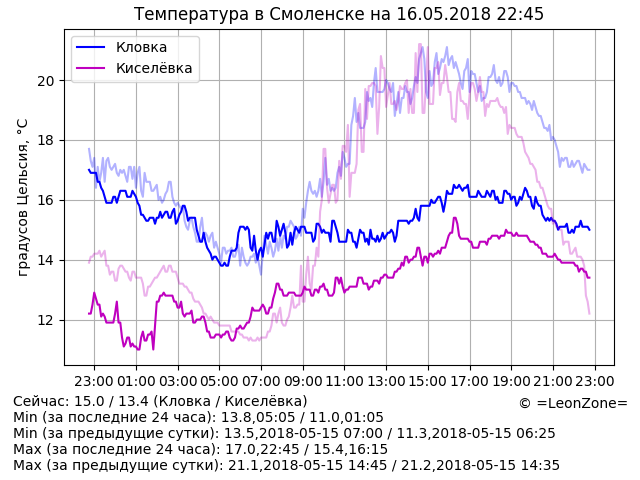 Температура в Смоленске на 16.05.2018 22:45
Кловка
Киселёвка
градусов Цельсия, °C
20
18
16
14
12
23:00 01:00 03:00 05:00 07:00 09:00 11:00 13:00 15:00 17:00 19:00 21:00 23:00
Сейчас: 15.0 / 13.4 (Кловка / Киселёвка)
© =LeonZone=
Min (за последние 24 часа): 13.8,05:05 / 11.0,01:05
Min (за предыдущие сутки): 13.5,2018-05-15 07:00 / 11.3,2018-05-15 06:25
Max (за последние 24 часа): 17.0,22:45 / 15.4,16:15
Max (за предыдущие сутки): 21.1,2018-05-15 14:45 / 21.2,2018-05-15 14:35